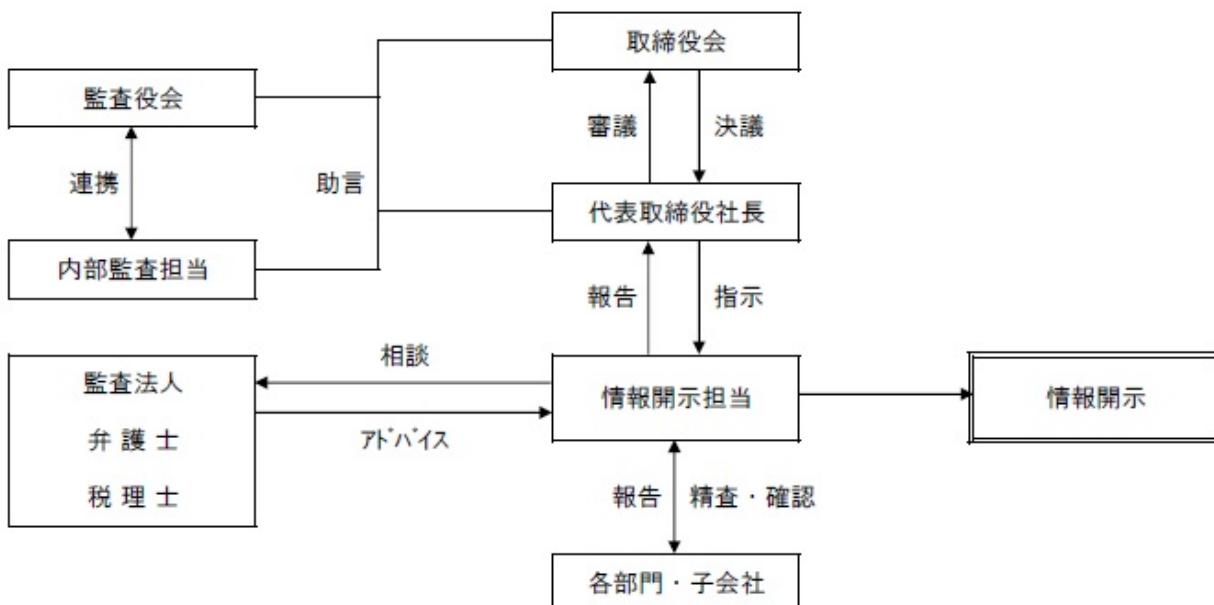 取締役会
監査役会
審議
決議
連携
助言
代表取締役社長
内部監査担当
報告
指示
相談
監査法人
弁護士
税理士
情報開示担当
情報開示
アドバイス
報告
精査・確認
各部門・子会社